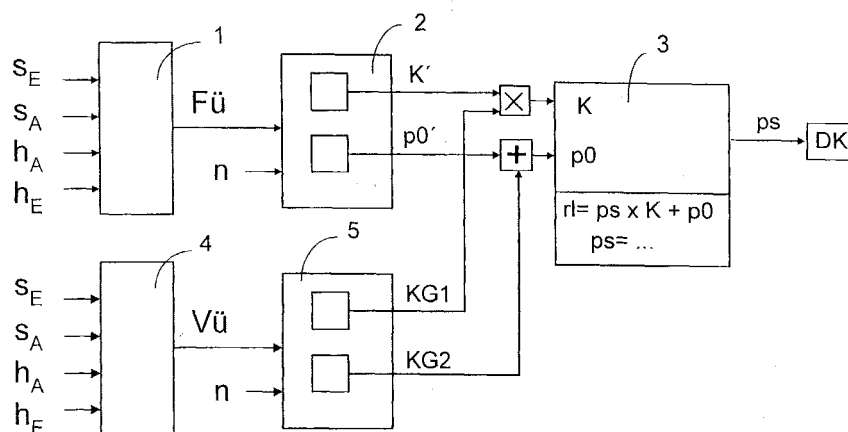 1
s_E
s_A
h_A
h_E
Fü
2
n
K´
p0´
×
+
3
K
p0
rl= ps x K + p0
ps= ...
ps
DK
4
s_E
s_A
h_A
h_E
Vü
5
n
KG1
KG2